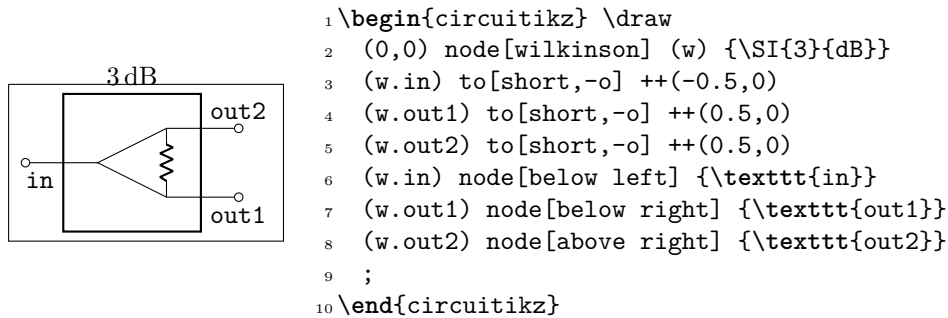 3 dB
out2
in
out1
1 \begin{circuitikz} \draw
2 (0,0) node[wilkinson] (w) {\SI{3}{dB}}
3 (w.in) to[short,-o] ++(-0.5,0)
4 (w.out1) to[short,-o] ++(0.5,0)
5 (w.out2) to[short,-o] ++(0.5,0)
6 (w.in) node[below left] {\texttt{in}}
7 (w.out1) node[below right] {\texttt{out1}}
8 (w.out2) node[above right] {\texttt{out2}}
9 ;
10 \end{circuitikz}